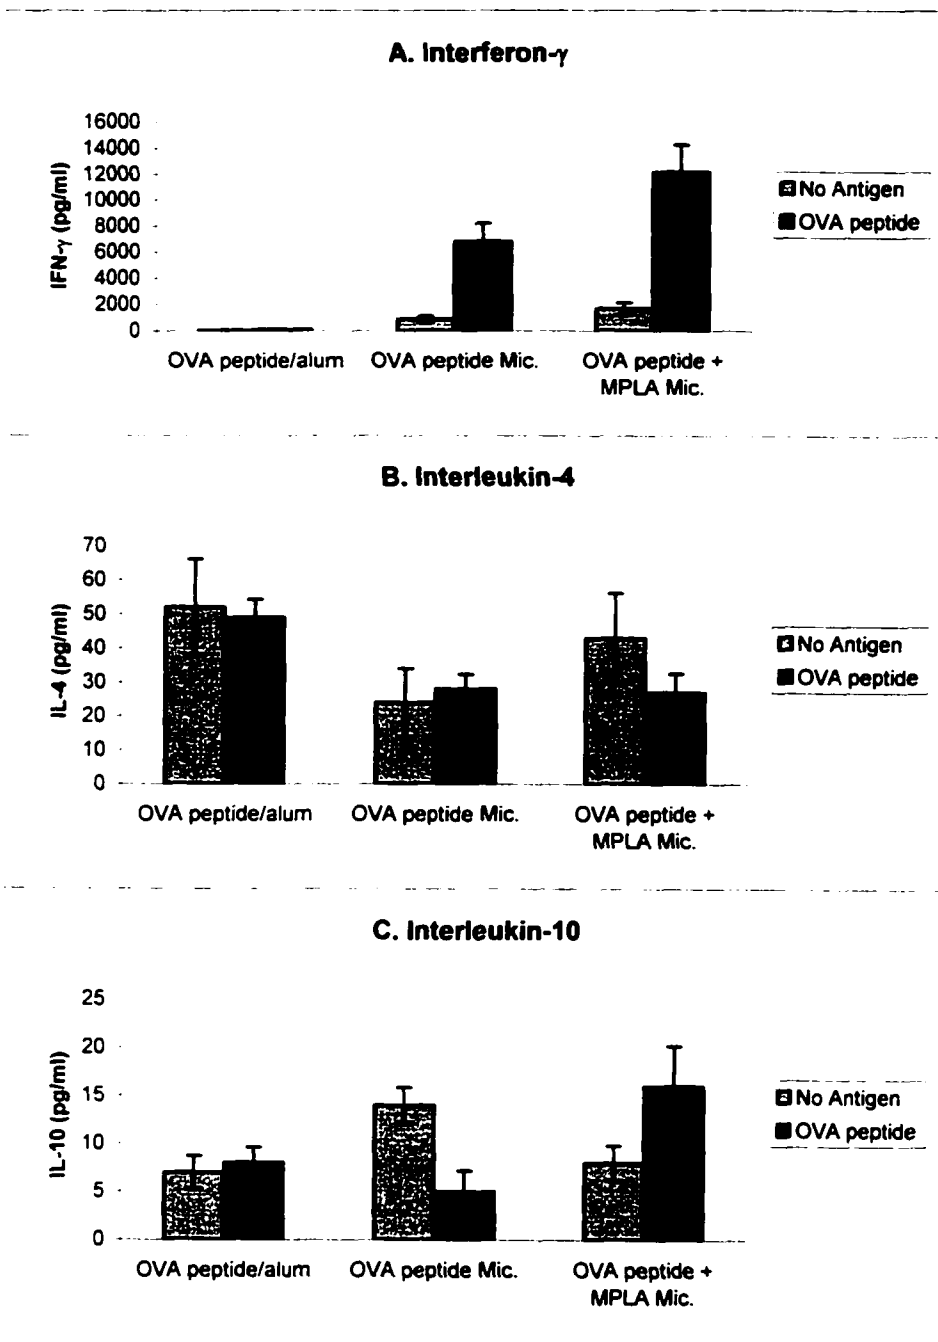 A. Interferon-γ
16000
14000
12000
10000
8000
6000
4000
2000
0
IFN-γ (pg/ml)
No Antigen
OVA peptide
OVA peptide/alum
OVA peptide Mic.
OVA peptide +
MPLA Mic.
B. Interleukin-4
70
60
50
40
30
20
10
0
IL-4 (pg/ml)
No Antigen
OVA peptide
OVA peptide/alum
OVA peptide Mic.
OVA peptide +
MPLA Mic.
C. Interleukin-10
25
20
15
10
5
0
IL-10 (pg/ml)
No Antigen
OVA peptide
OVA peptide/alum
OVA peptide Mic.
OVA peptide +
MPLA Mic.